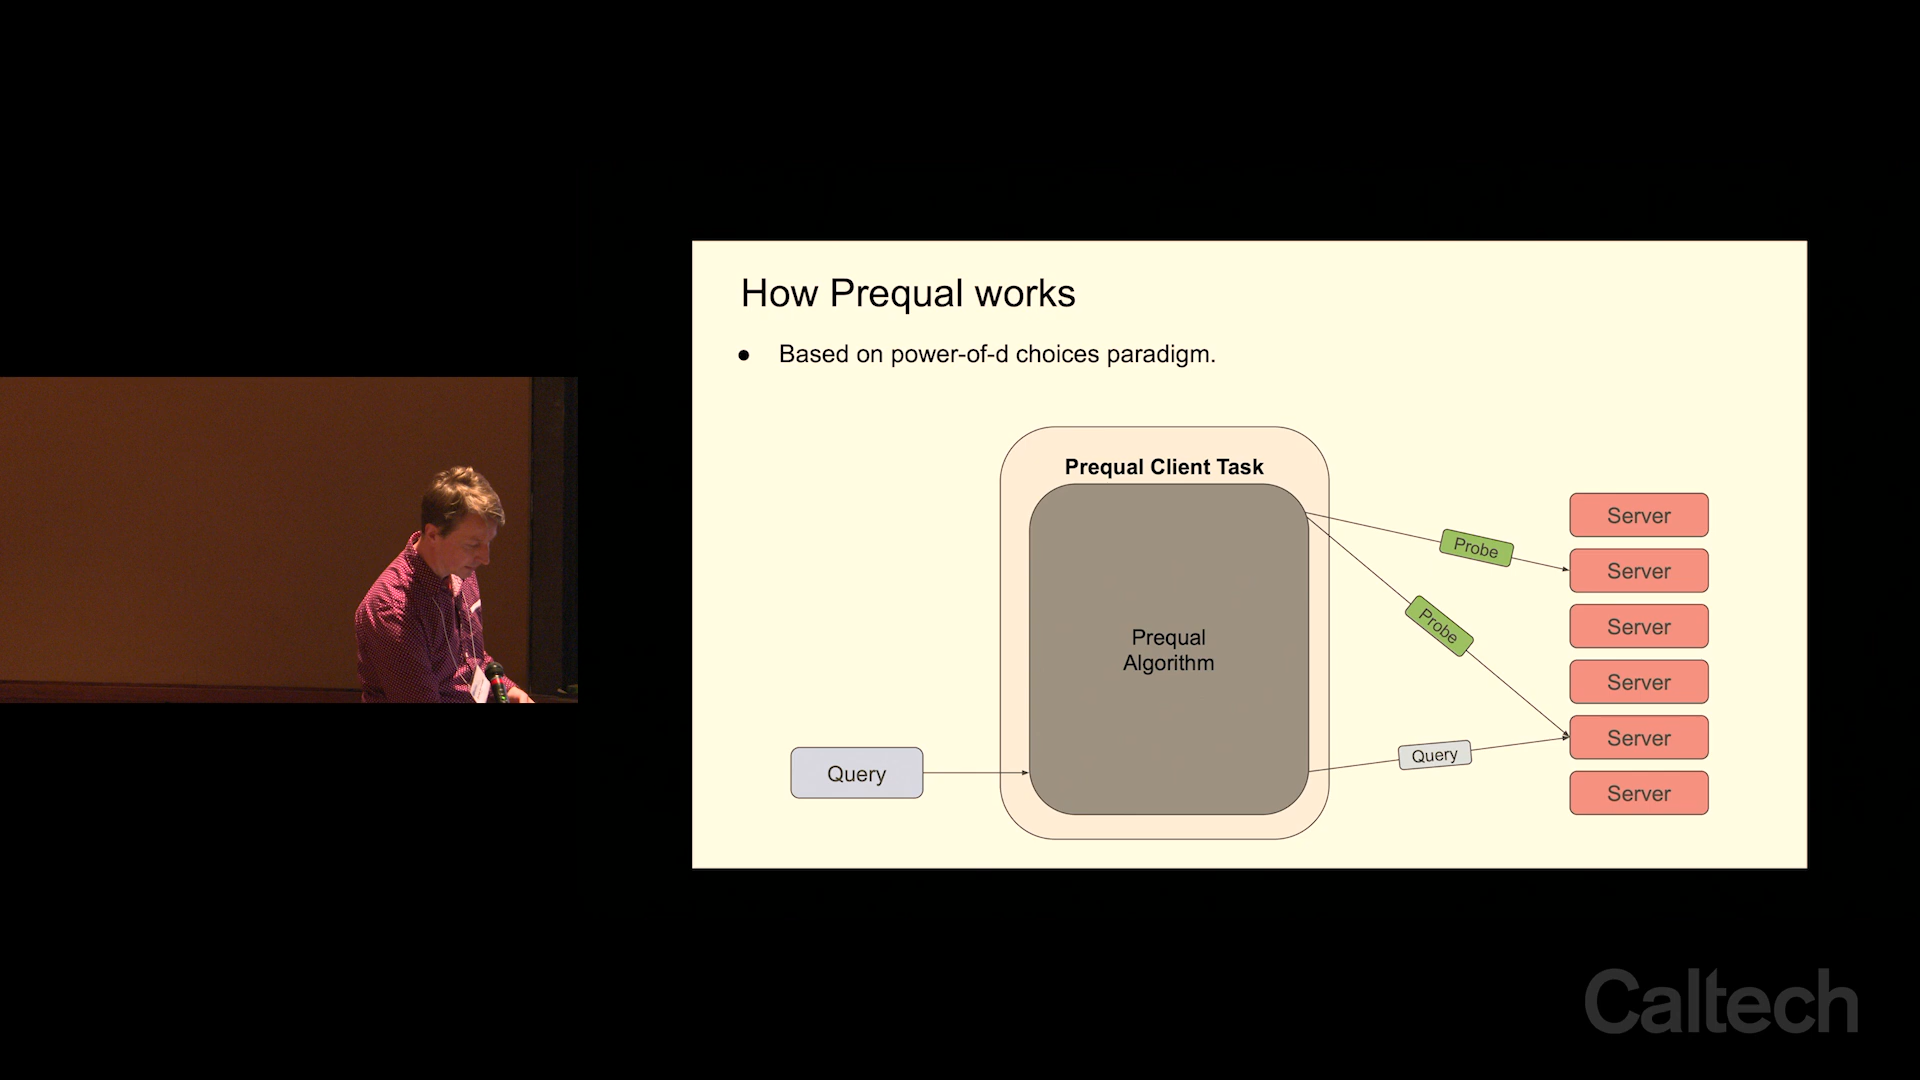 How Prequal works
● Based on power-of-d choices paradigm.
Prequal Client Task
Prequal
Algorithm
Query
Probe
Probe
Query
Server
Server
Server
Server
Server
Server
Caltech